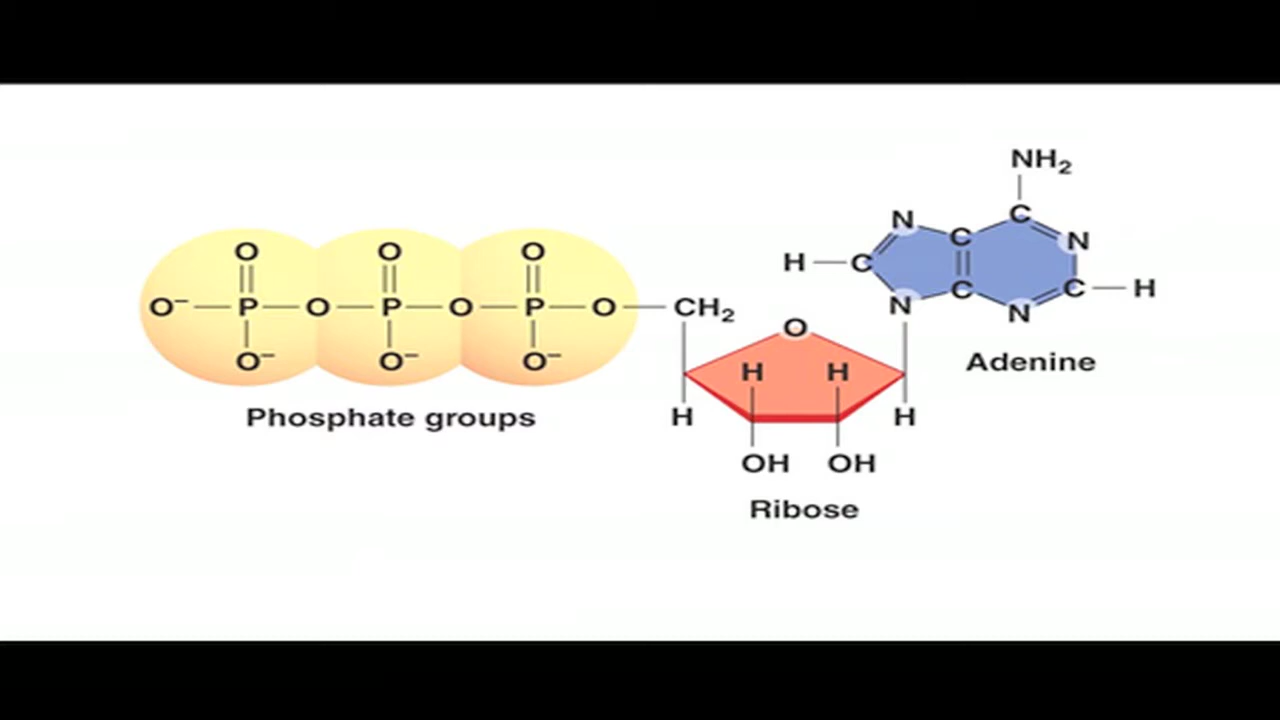 NH₂
N C N
H C C C H
N N
O O O
O⁻ P O P O P O CH₂
O⁻ O⁻ O⁻
O
H H
H H
OH OH
Adenine
Phosphate groups
Ribose